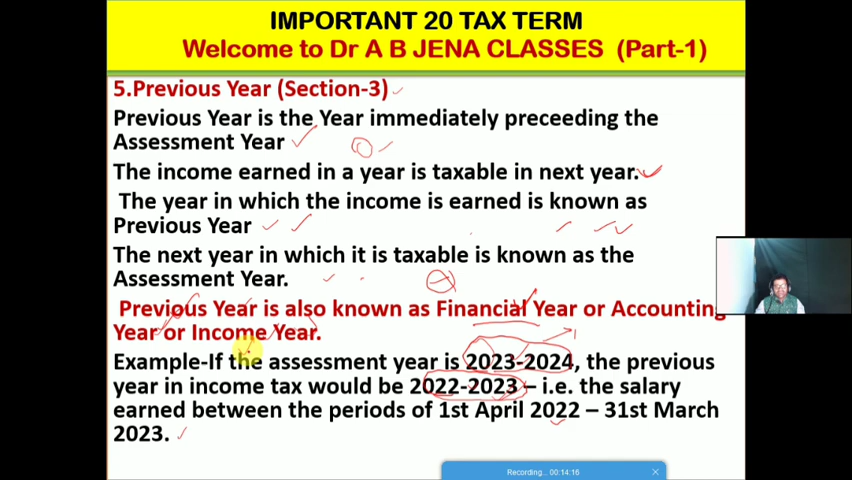 IMPORTANT 20 TAX TERM
Welcome to Dr A B JENA CLASSES (Part-1)
5.Previous Year (Section-3)
Previous Year is the Year immediately preceeding the
Assessment Year
The income earned in a year is taxable in next year.
The year in which the income is earned is known as
Previous Year
The next year in which it is taxable is known as the
Assessment Year.
Previous Year is also known as Financial Year or Accounting
Year or Income Year.
Example-If the assessment year is 2023-2024, the previous
year in income tax would be 2022-2023 – i.e. the salary
earned between the periods of 1st April 2022 – 31st March
2023.
Recording... 00:14:16